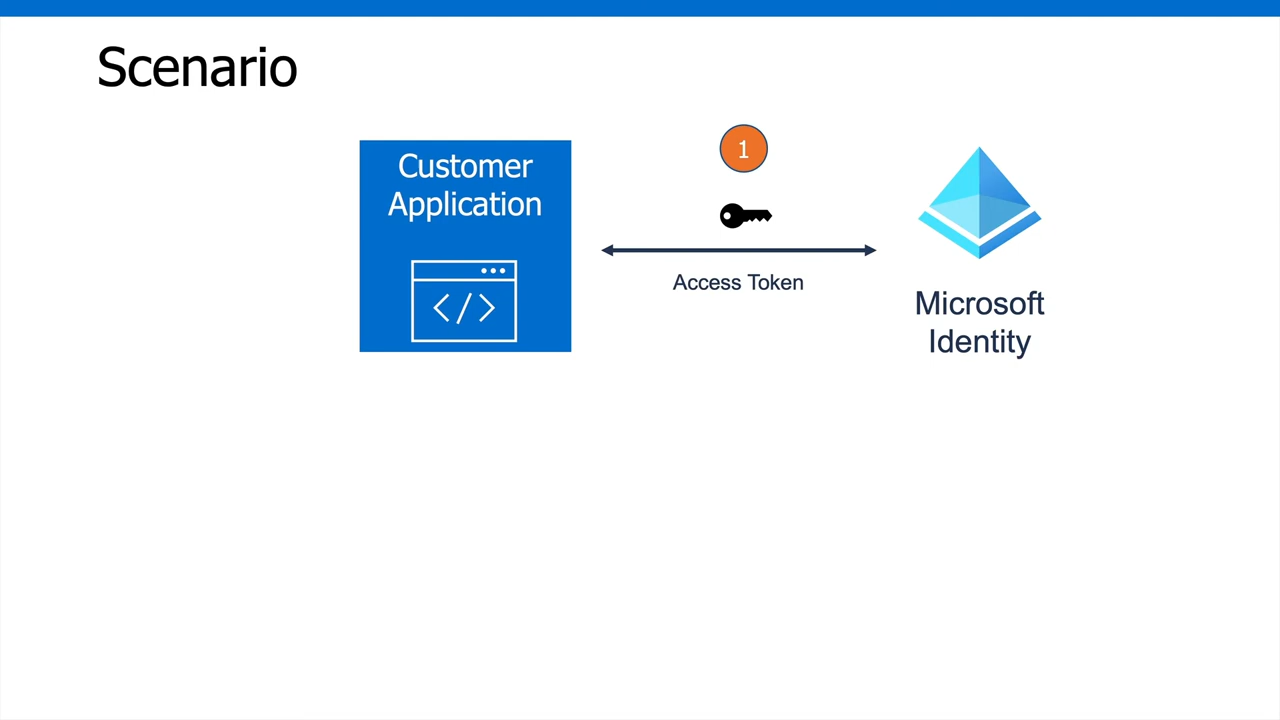 Scenario
Customer
Application
</>
1
Access Token
Microsoft
Identity